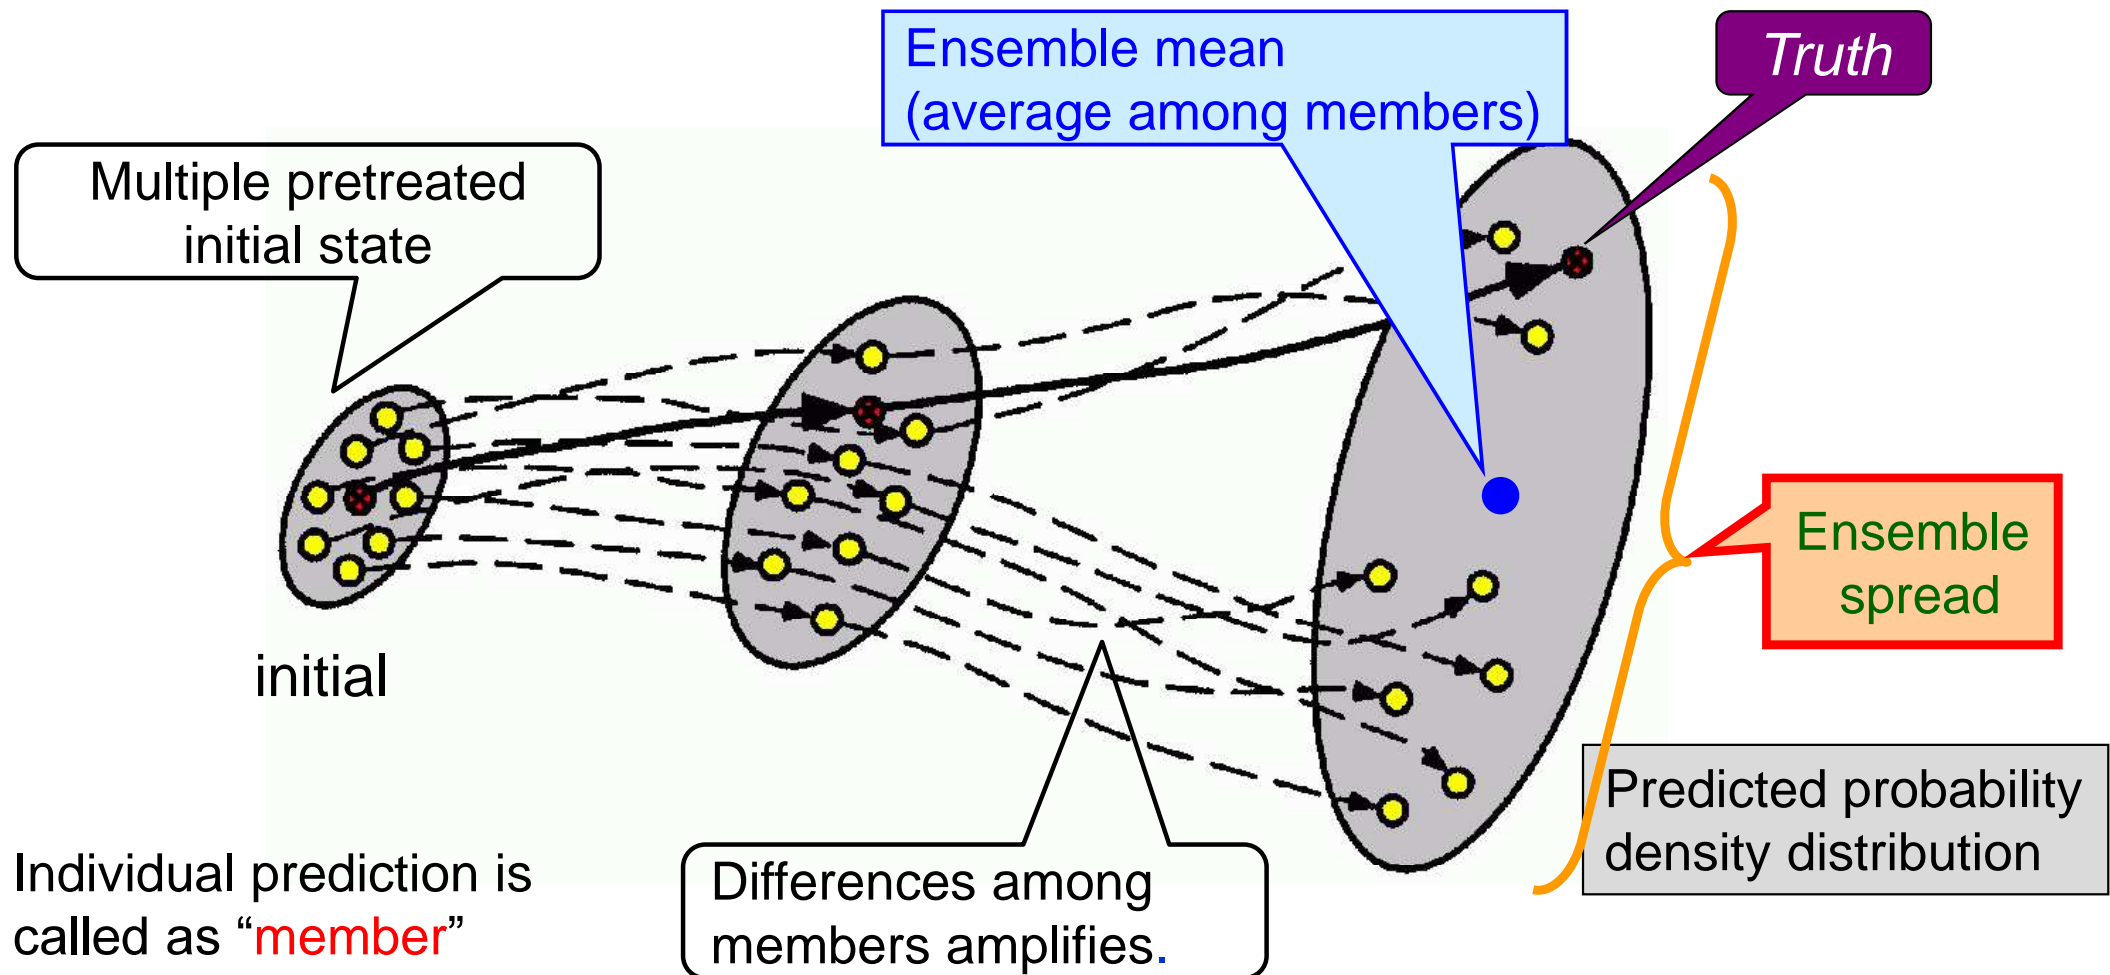 Ensemble mean
(average among members)
Truth
Multiple pretreated
initial state
Ensemble
spread
initial
Predicted probability
density distribution
Individual prediction is
called as “member”
Differences among
members amplifies.